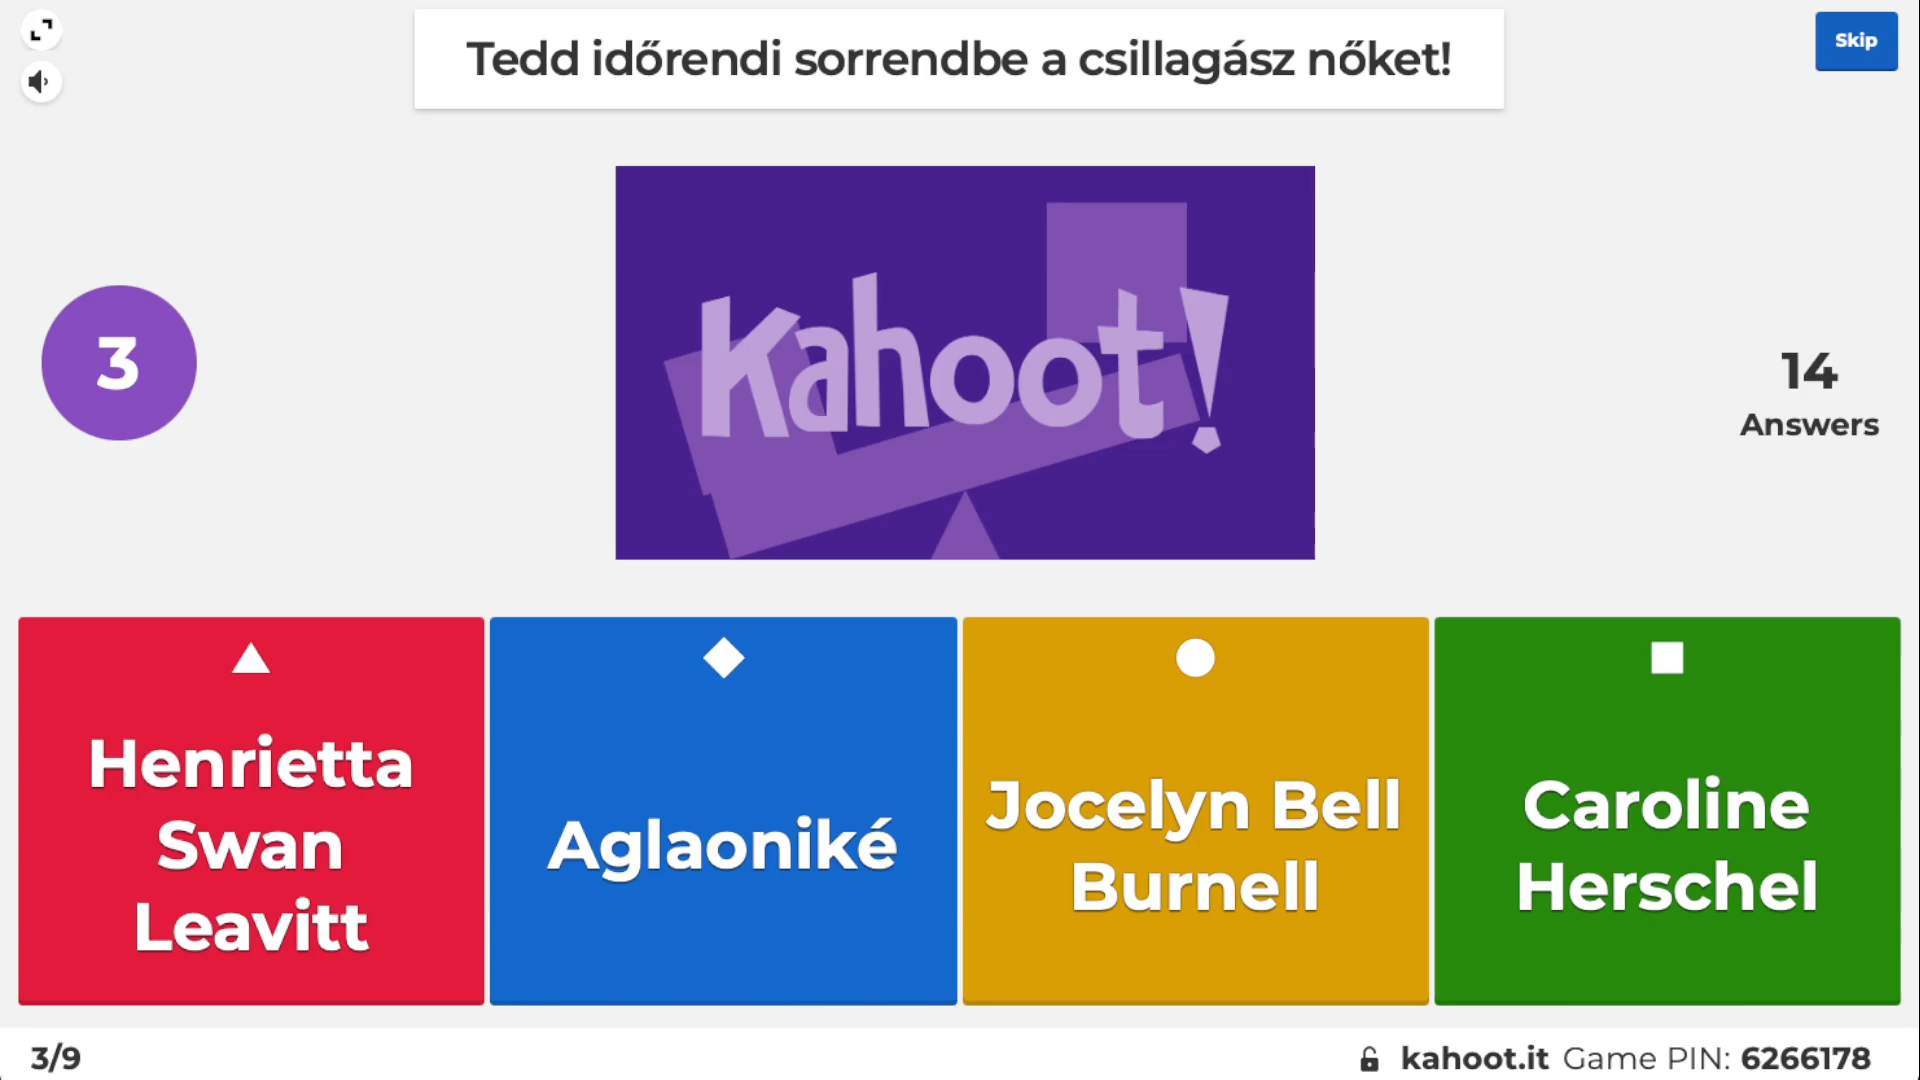 Tedd időrendi sorrendbe a csillagász nőket!
Skip
Kahoot!
3
14
Answers
Henrietta
Swan
Leavitt
Aglaoniké
Jocelyn Bell
Burnell
Caroline
Herschel
3/9
kahoot.it Game PIN: 6266178